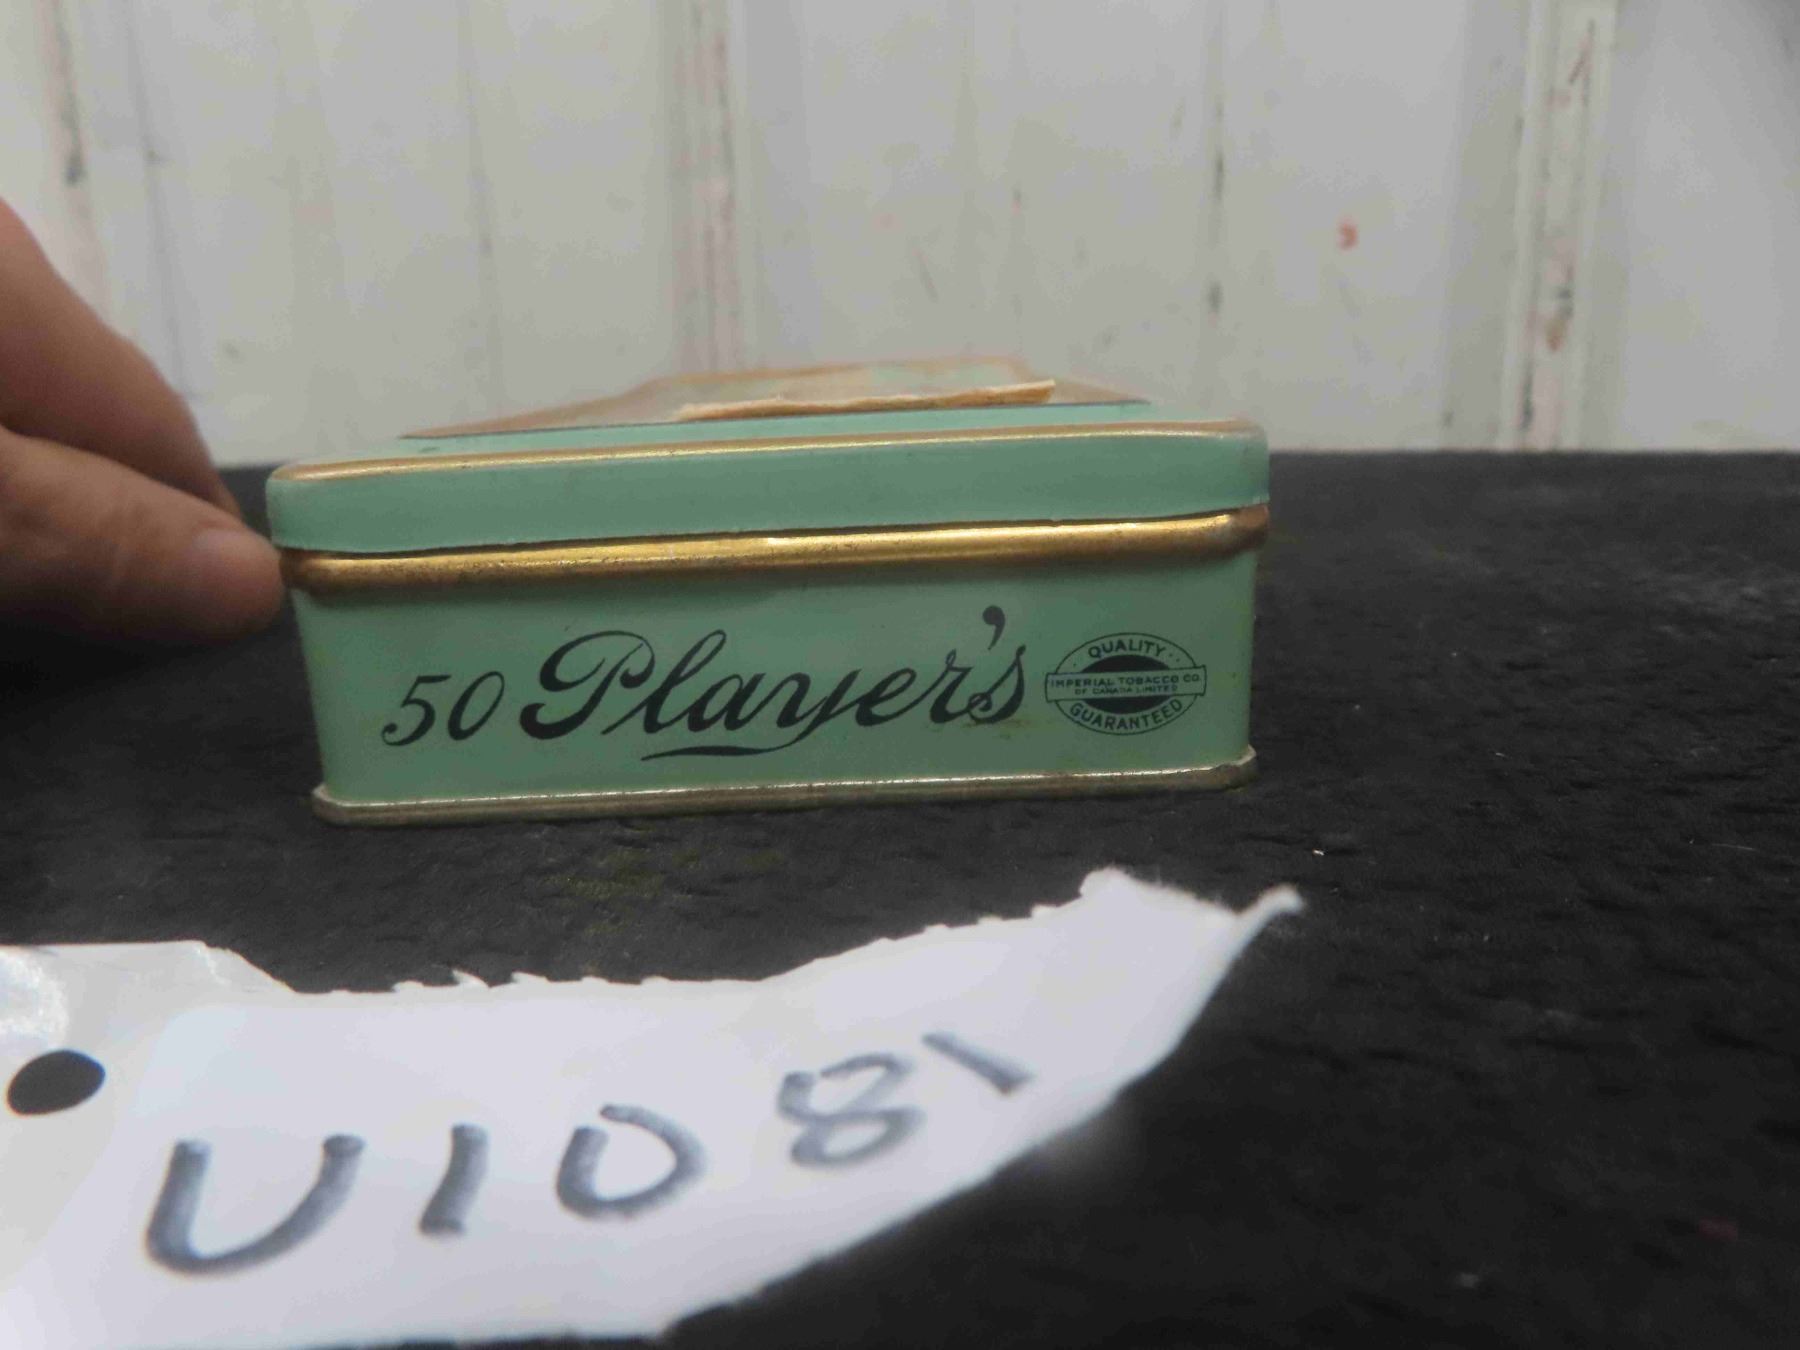 50 Player's
QUALITY
IMPERIAL TOBACCO CO.
OF CANADA LIMITED
GUARANTEED
U1081